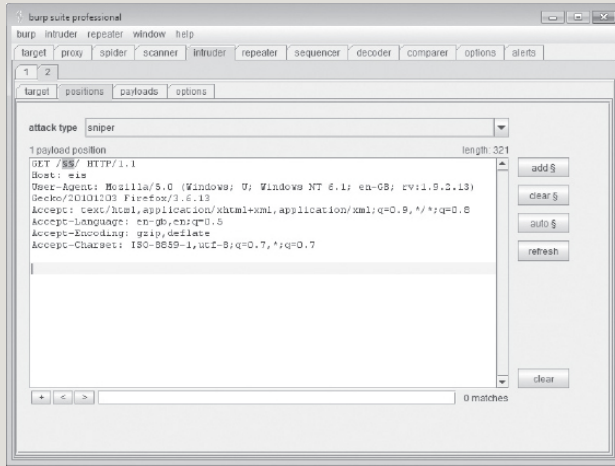 burp suite professional
burp intruder repeater window help
target proxy spider scanner intruder repeater sequencer decoder comparer options alerts
1 2
target positions payloads options
attack type sniper
1 payload position length: 321
GET /§§/ HTTP/1.1
Host: eis
User-Agent: Mozilla/5.0 (Windows; U; Windows NT 6.1; en-GB; rv:1.9.2.13)
Gecko/20101203 Firefox/3.6.13
Accept: text/html,application/xhtml+xml,application/xml;q=0.9,*/*;q=0.8
Accept-Language: en-gb,en;q=0.5
Accept-Encoding: gzip,deflate
Accept-Charset: ISO-8859-1,utf-8;q=0.7,*;q=0.7
add §
clear §
auto §
refresh
clear
+ < > 0 matches